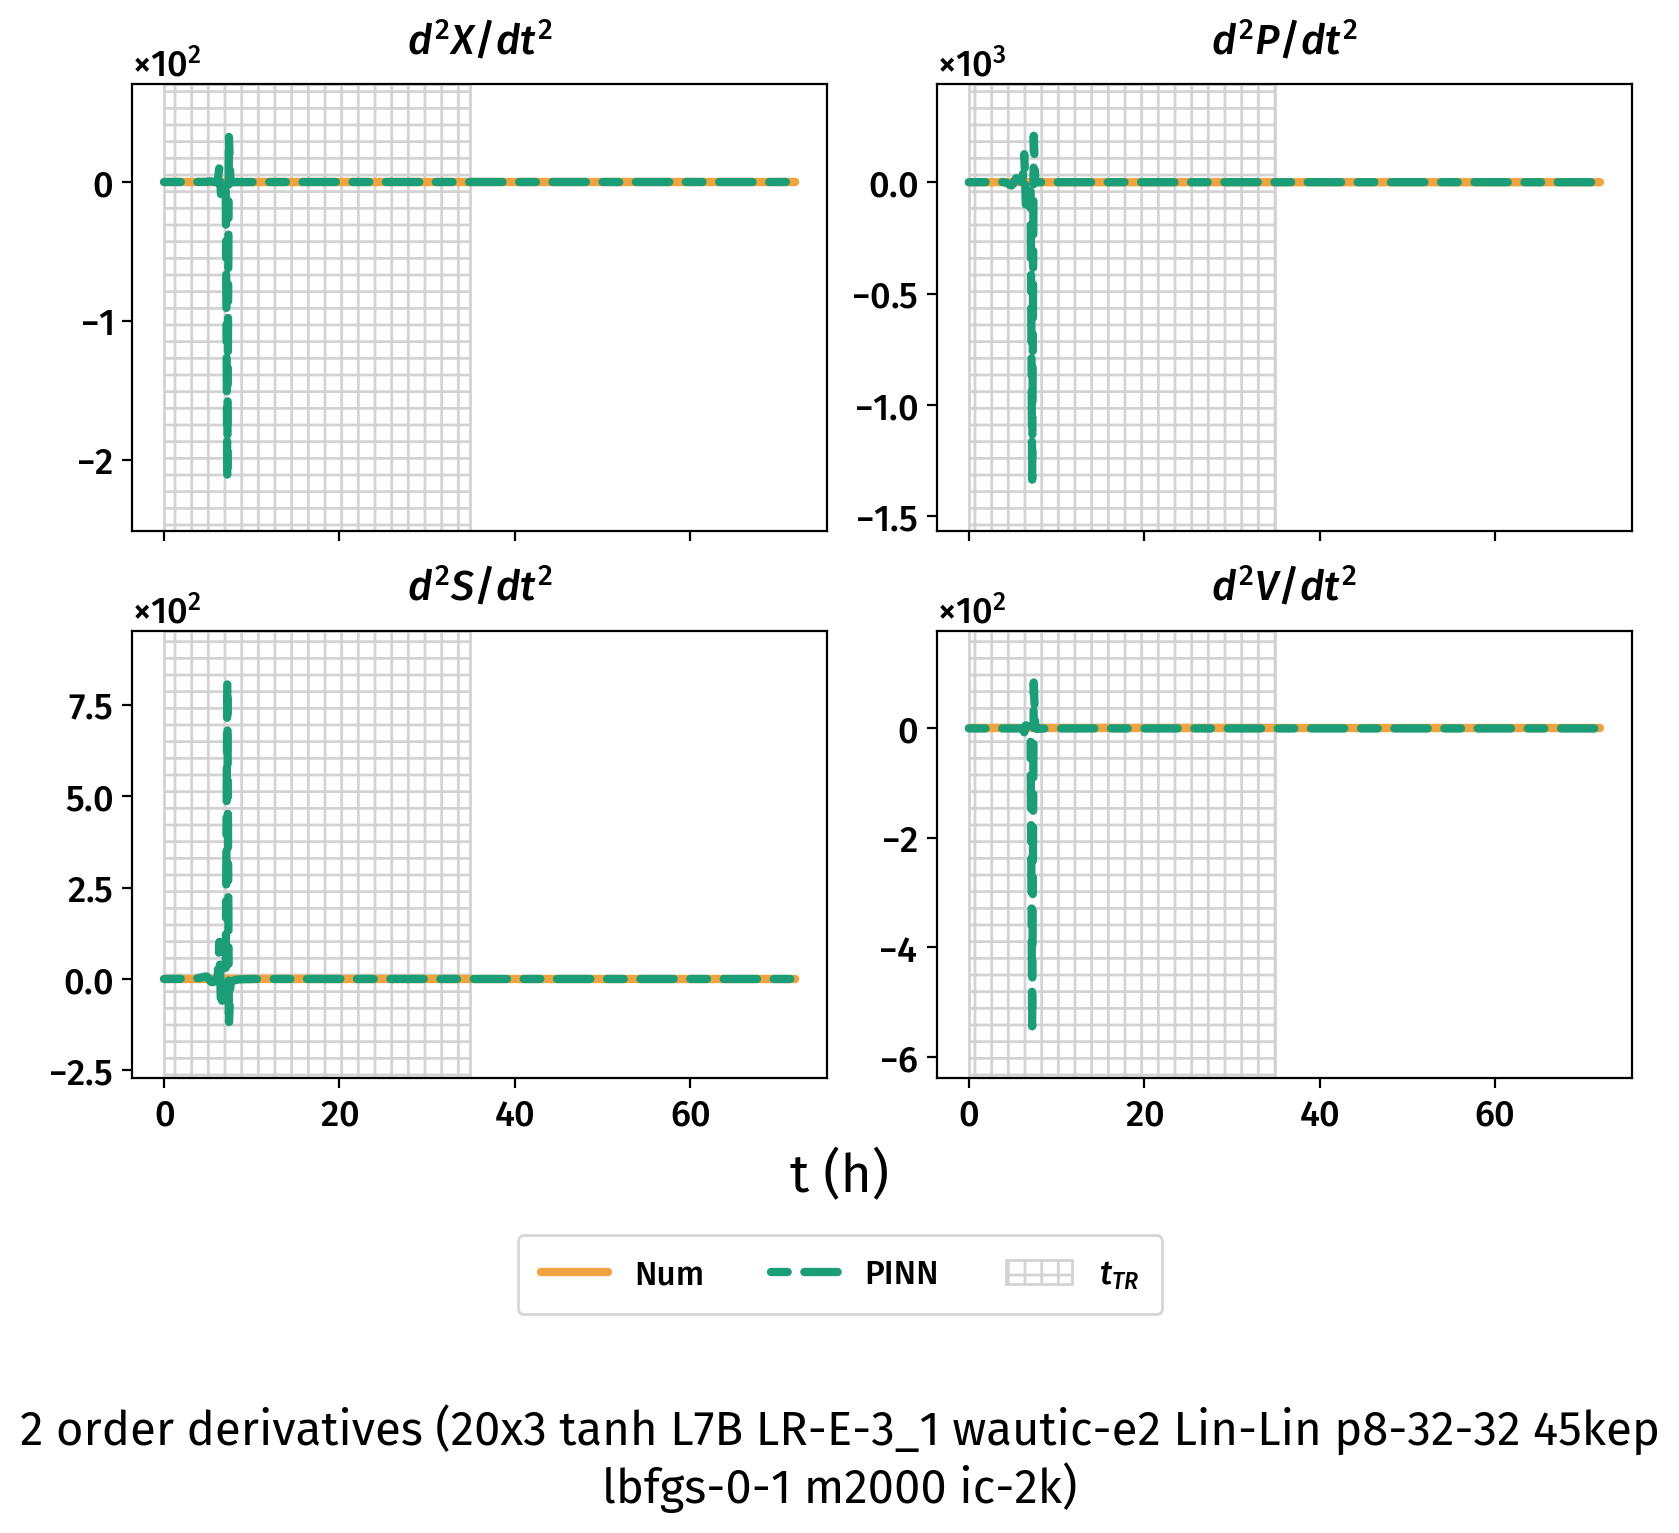 d²X/dt²
×10²
0
−1
−2
d²P/dt²
×10³
0.0
−0.5
−1.0
−1.5
d²S/dt²
×10²
7.5
5.0
2.5
0.0
−2.5
0 20 40 60
d²V/dt²
×10²
0
−2
−4
−6
0 20 40 60
t (h)
Num PINN t_TR
2 order derivatives (20x3 tanh L7B LR-E-3_1 wautic-e2 Lin-Lin p8-32-32 45kep
lbfgs-0-1 m2000 ic-2k)